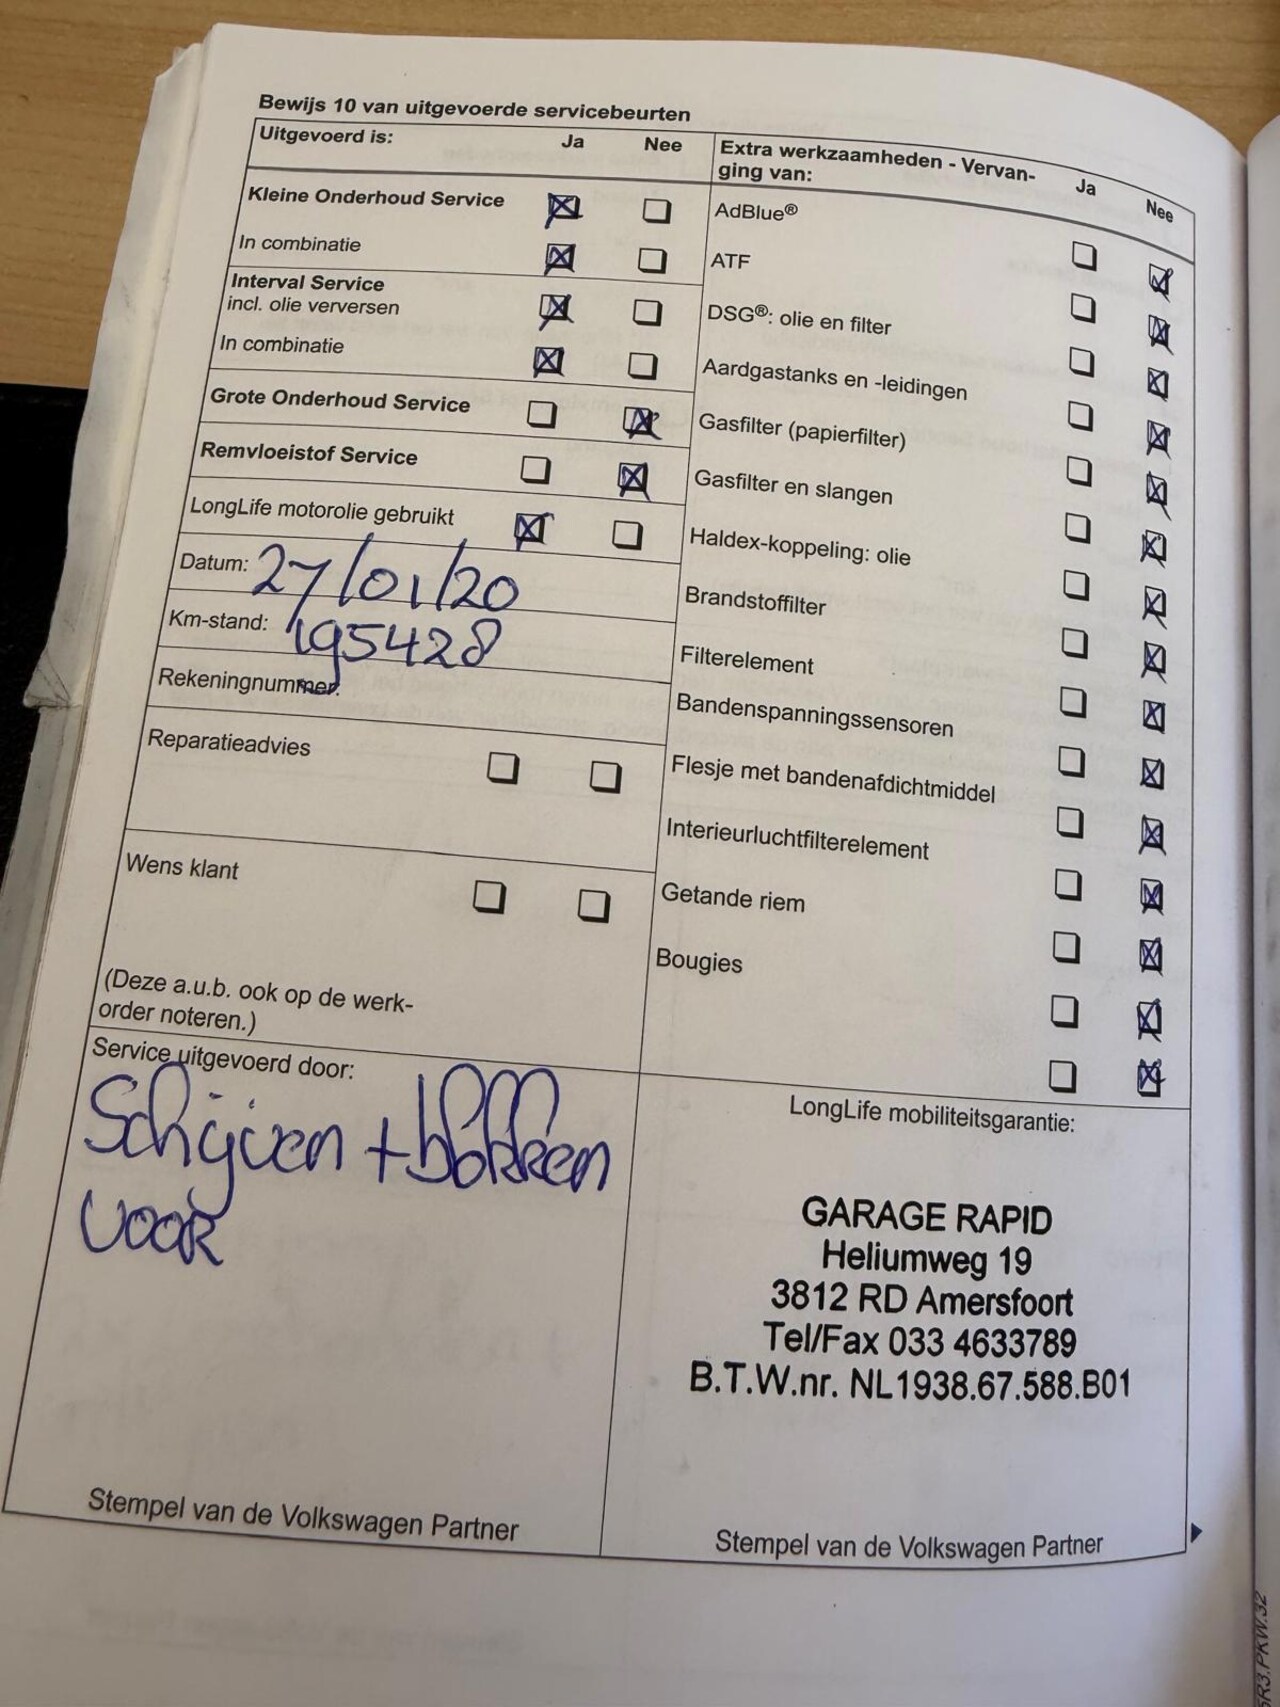 Bewijs 10 van uitgevoerde servicebeurten
Uitgevoerd is: Ja Nee
Kleine Onderhoud Service
In combinatie
Interval Service
incl. olie verversen
In combinatie
Grote Onderhoud Service
Remvloeistof Service
LongLife motorolie gebruikt
Datum: 27/01/20
Km-stand: 195428
Rekeningnummer:
Reparatieadvies
Wens klant
(Deze a.u.b. ook op de werk-
order noteren.)
Extra werkzaamheden - Vervan-
ging van: Ja Nee
AdBlue®
ATF
DSG®: olie en filter
Aardgastanks en -leidingen
Gasfilter (papierfilter)
Gasfilter en slangen
Haldex-koppeling: olie
Brandstoffilter
Filterelement
Bandenspanningssensoren
Flesje met bandenafdichtmiddel
Interieurluchtfilterelement
Getande riem
Bougies
Service uitgevoerd door:
Schijven + blokken
voor
Stempel van de Volkswagen Partner
LongLife mobiliteitsgarantie:
GARAGE RAPID
Heliumweg 19
3812 RD Amersfoort
Tel/Fax 033 4633789
B.T.W.nr. NL1938.67.588.B01
Stempel van de Volkswagen Partner